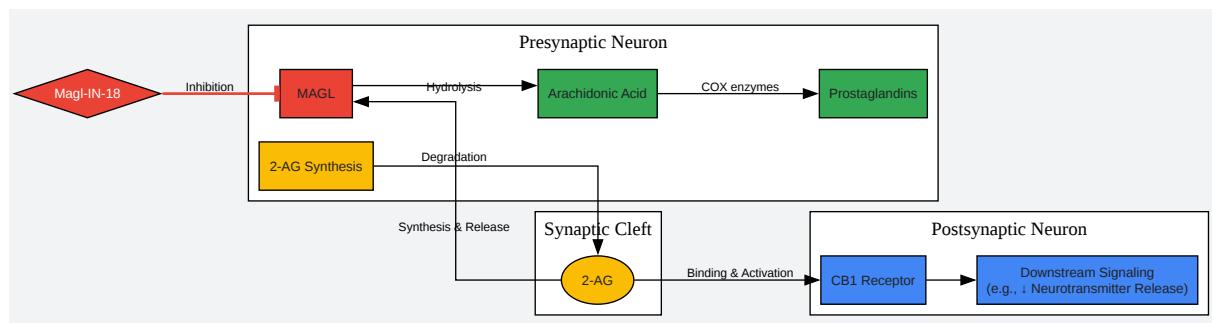 Presynaptic Neuron
Magl-IN-18
Inhibition
MAGL
Hydrolysis
Arachidonic Acid
COX enzymes
Prostaglandins
2-AG Synthesis
Degradation
Synthesis & Release
Synaptic Cleft
2-AG
Binding & Activation
Postsynaptic Neuron
CB1 Receptor
Downstream Signaling
(e.g., ↓ Neurotransmitter Release)